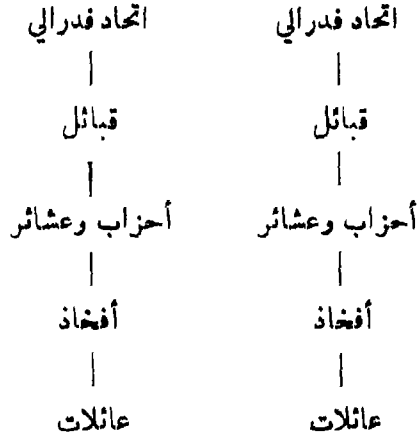 اتحاد فدرالي اتحاد فدرالي
قبائل قبائل
أحزاب وعشائر أحزاب وعشائر
أفخاذ أفخاذ
عائلات عائلات